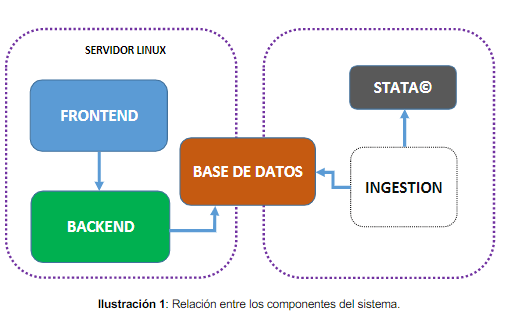 SERVIDOR LINUX
FRONTEND
STATA©
BASE DE DATOS
INGESTION
BACKEND
Ilustración 1: Relación entre los componentes del sistema.